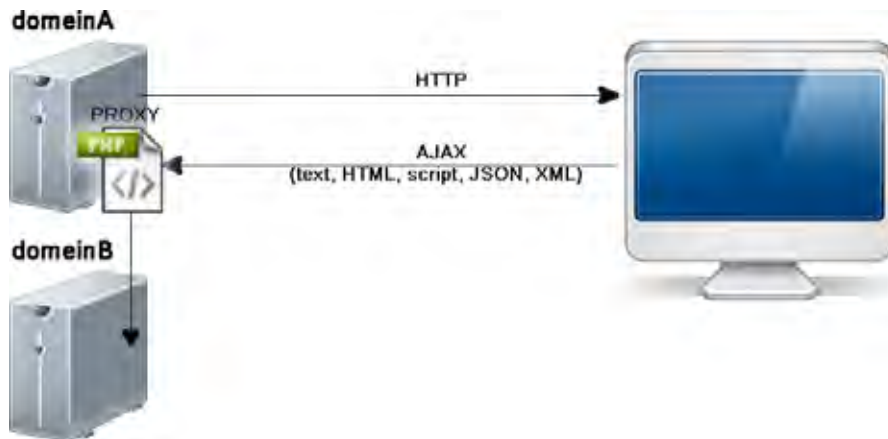 domeinA
HTTP
PROXY
PHP
AJAX
(text, HTML, script, JSON, XML)
</>
domeinB